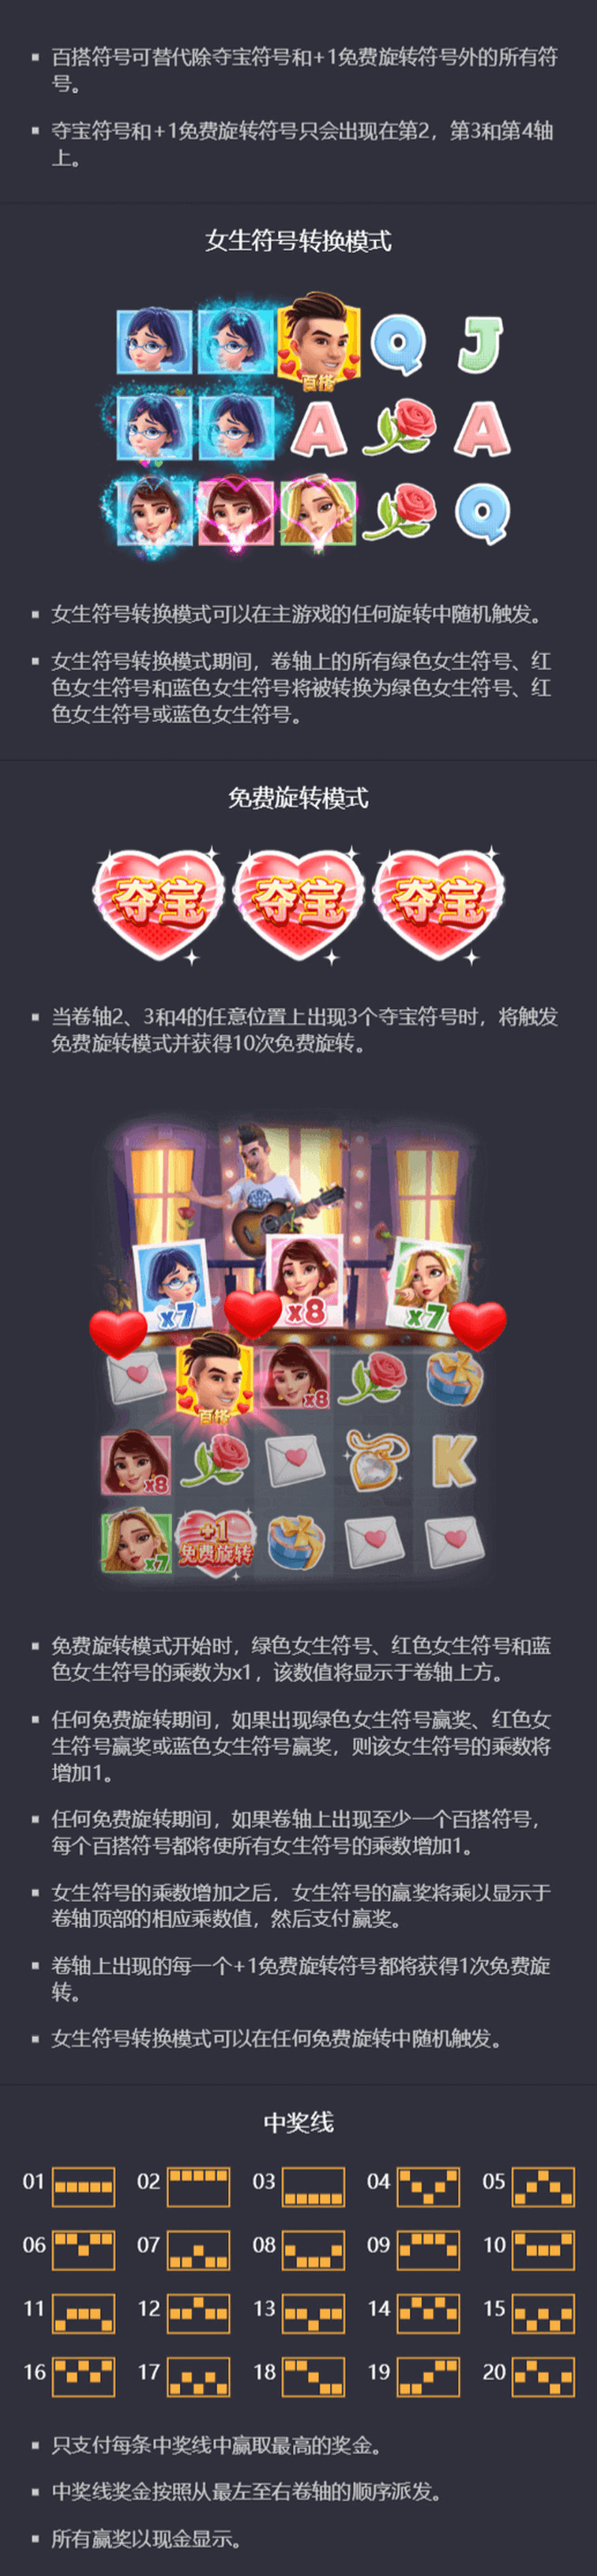 百搭符号可替代除夺宝符号和+1免费旋转符号外的所有符
号。
夺宝符号和+1免费旋转符号只会出现在第2，第3和第4轴
上。
女生符号转换模式
Q J
百搭
A A
Q
女生符号转换模式可以在主游戏的任何旋转中随机触发。
女生符号转换模式期间，卷轴上的所有绿色女生符号、红
色女生符号和蓝色女生符号将被转换为绿色女生符号、红
色女生符号或蓝色女生符号。
免费旋转模式
夺宝 夺宝 夺宝
当卷轴2、3和4的任意位置上出现3个夺宝符号时，将触发
免费旋转模式并获得10次免费旋转。
x7 x8 x7
百搭 x8
x8 K
x7 +1
免费旋转
免费旋转模式开始时，绿色女生符号、红色女生符号和蓝
色女生符号的乘数为x1，该数值将显示于卷轴上方。
任何免费旋转期间，如果出现绿色女生符号赢奖、红色女
生符号赢奖或蓝色女生符号赢奖，则该女生符号的乘数将
增加1。
任何免费旋转期间，如果卷轴上出现至少一个百搭符号，
每个百搭符号都将使所有女生符号的乘数增加1。
女生符号的乘数增加之后，女生符号的赢奖将乘以显示于
卷轴顶部的相应乘数值，然后支付赢奖。
卷轴上出现的每一个+1免费旋转符号都将获得1次免费旋
转。
女生符号转换模式可以在任何免费旋转中随机触发。
中奖线
01 02 03 04 05
06 07 08 09 10
11 12 13 14 15
16 17 18 19 20
只支付每条中奖线中赢取最高的奖金。
中奖线奖金按照从最左至右卷轴的顺序派发。
所有赢奖以现金显示。